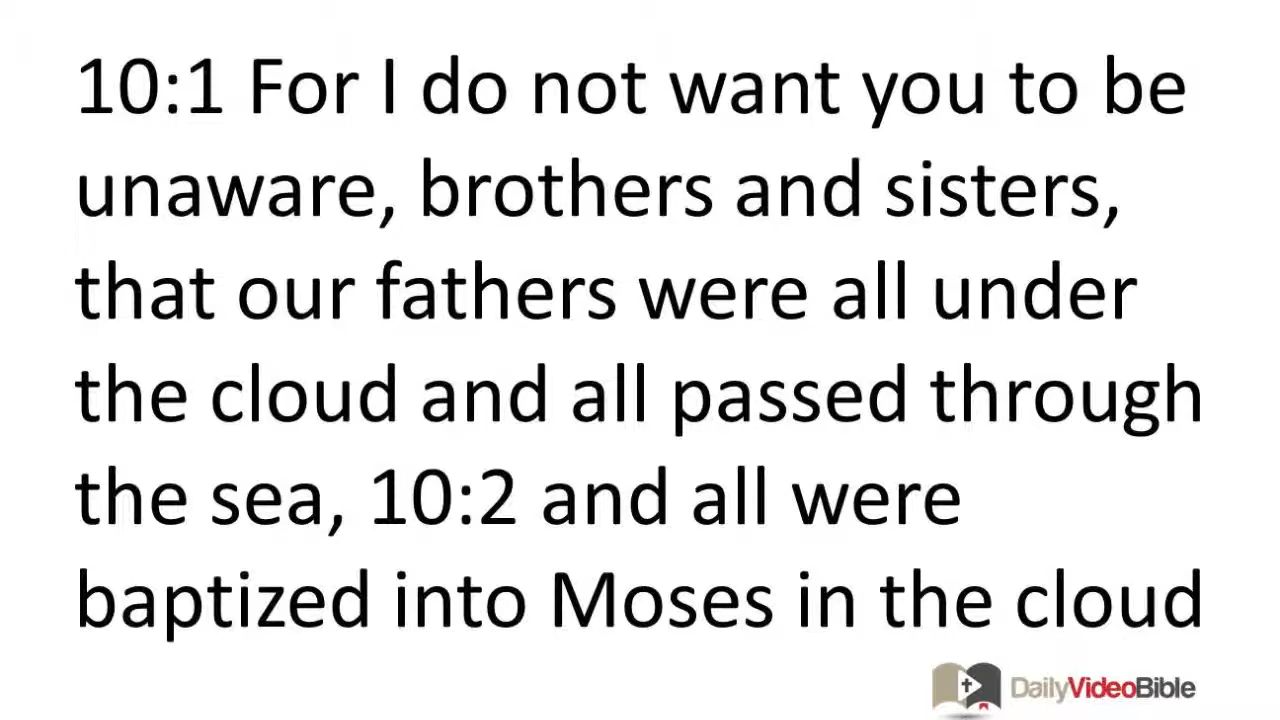 10:1 For I do not want you to be
unaware, brothers and sisters,
that our fathers were all under
the cloud and all passed through
the sea, 10:2 and all were
baptized into Moses in the cloud
DailyVideoBible